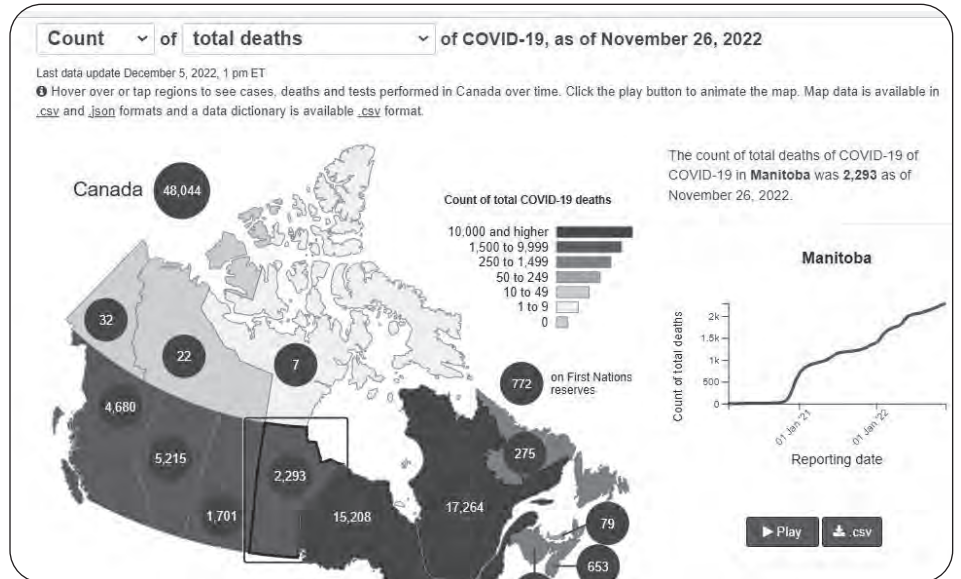 Count of total deaths of COVID-19, as of November 26, 2022
Last data update December 5, 2022, 1 pm ET
Hover over or tap regions to see cases, deaths and tests performed in Canada over time. Click the play button to animate the map. Map data is available in
.csv and .json formats and a data dictionary is available .csv format.
Canada 48,044
Count of total COVID-19 deaths
10,000 and higher
1,500 to 9,999
250 to 1,499
50 to 249
10 to 49
1 to 9
0
32
22
7
772 on First Nations
reserves
4,680
5,215
1,701
2,293
15,208
17,264
275
79
653
The count of total deaths of COVID-19 of
COVID-19 in Manitoba was 2,293 as of
November 26, 2022.
Manitoba
Count of total deaths
2k
1.5k
1k
500
0
01 Jan '21
01 Jan '22
Reporting date
Play
.csv